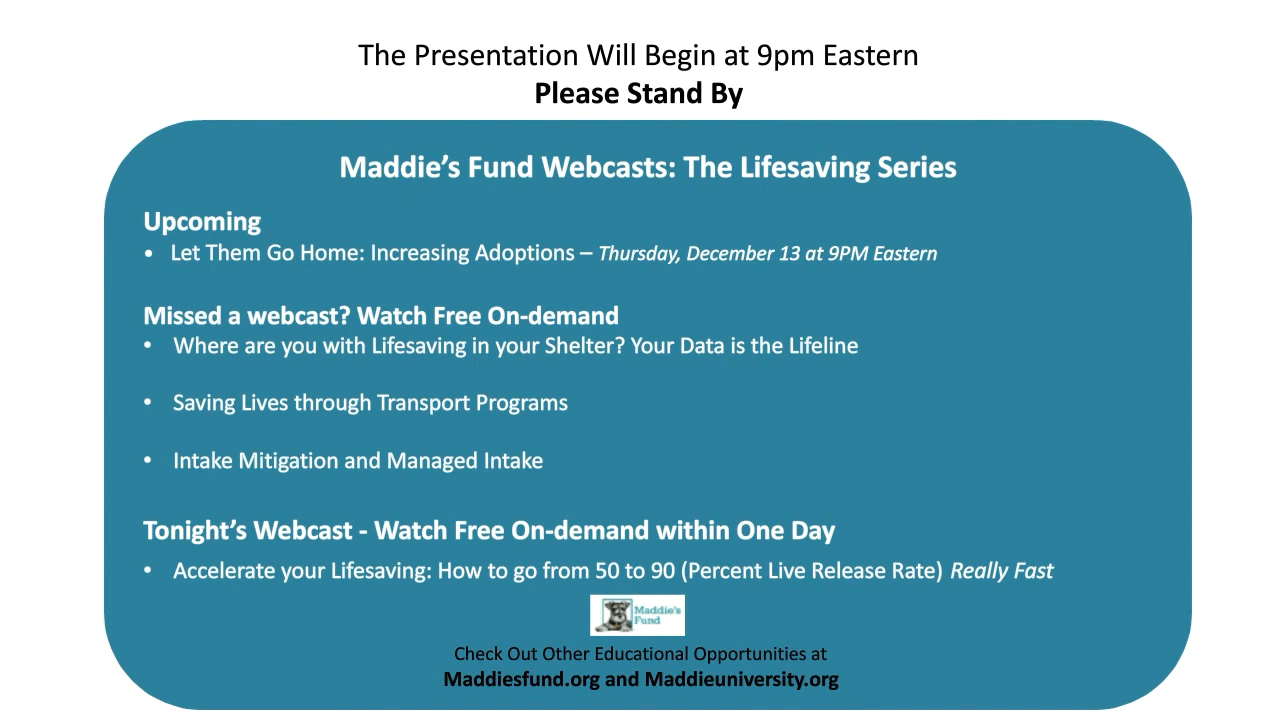 The Presentation Will Begin at 9pm Eastern
Please Stand By
Maddie’s Fund Webcasts: The Lifesaving Series
Upcoming
• Let Them Go Home: Increasing Adoptions – Thursday, December 13 at 9PM Eastern
Missed a webcast? Watch Free On-demand
• Where are you with Lifesaving in your Shelter? Your Data is the Lifeline
• Saving Lives through Transport Programs
• Intake Mitigation and Managed Intake
Tonight’s Webcast - Watch Free On-demand within One Day
• Accelerate your Lifesaving: How to go from 50 to 90 (Percent Live Release Rate) Really Fast
Maddie's
Fund
Check Out Other Educational Opportunities at
Maddiesfund.org and Maddieuniversity.org